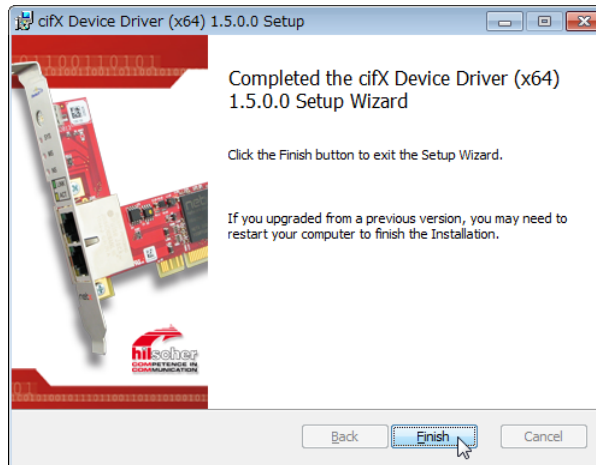 cifX Device Driver (x64) 1.5.0.0 Setup
Completed the cifX Device Driver (x64)
1.5.0.0 Setup Wizard
Click the Finish button to exit the Setup Wizard.
If you upgraded from a previous version, you may need to
restart your computer to finish the Installation.
hilscher
COMPETENCE IN
COMMUNICATION
Back
Finish
Cancel